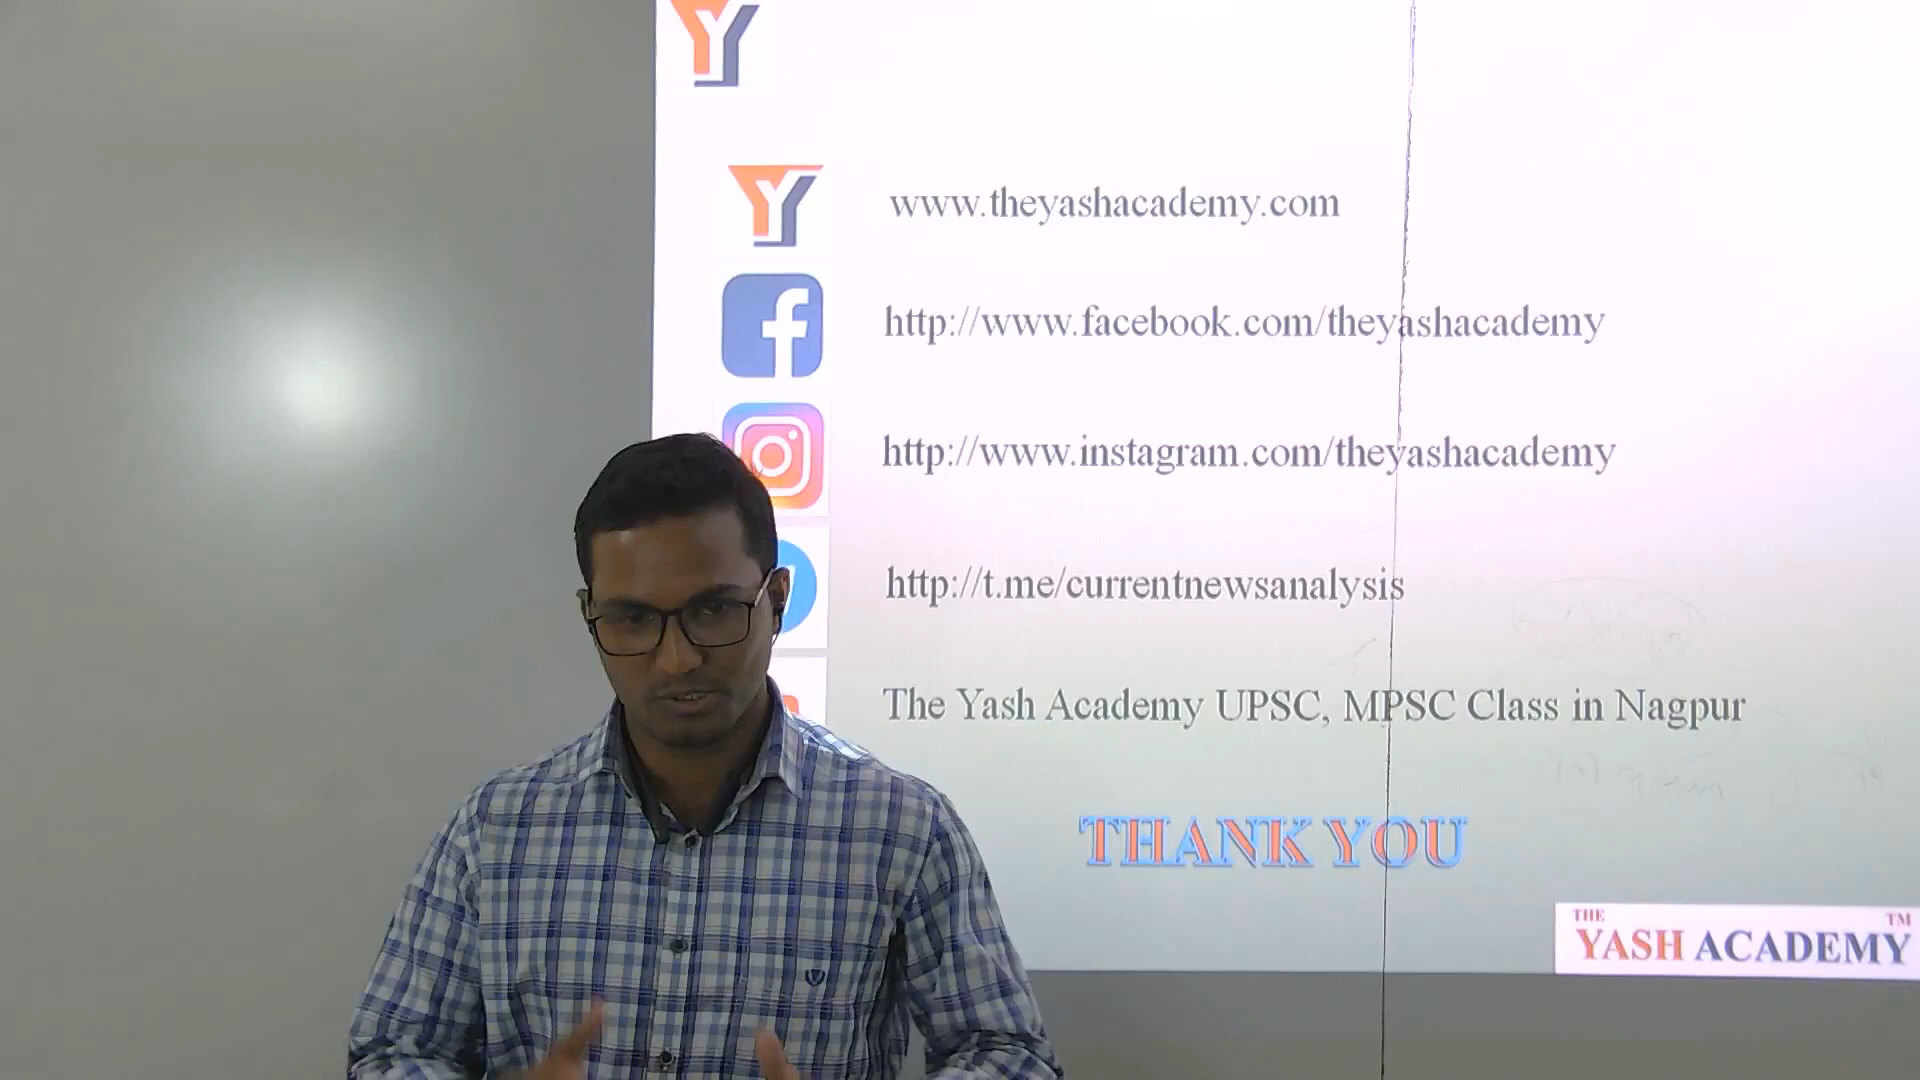 www.theyashacademy.com
http://www.facebook.com/theyashacademy
http://www.instagram.com/theyashacademy
http://t.me/currentnewsanalysis
The Yash Academy UPSC, MPSC Class in Nagpur
THANK YOU
THE TM
YASH ACADEMY